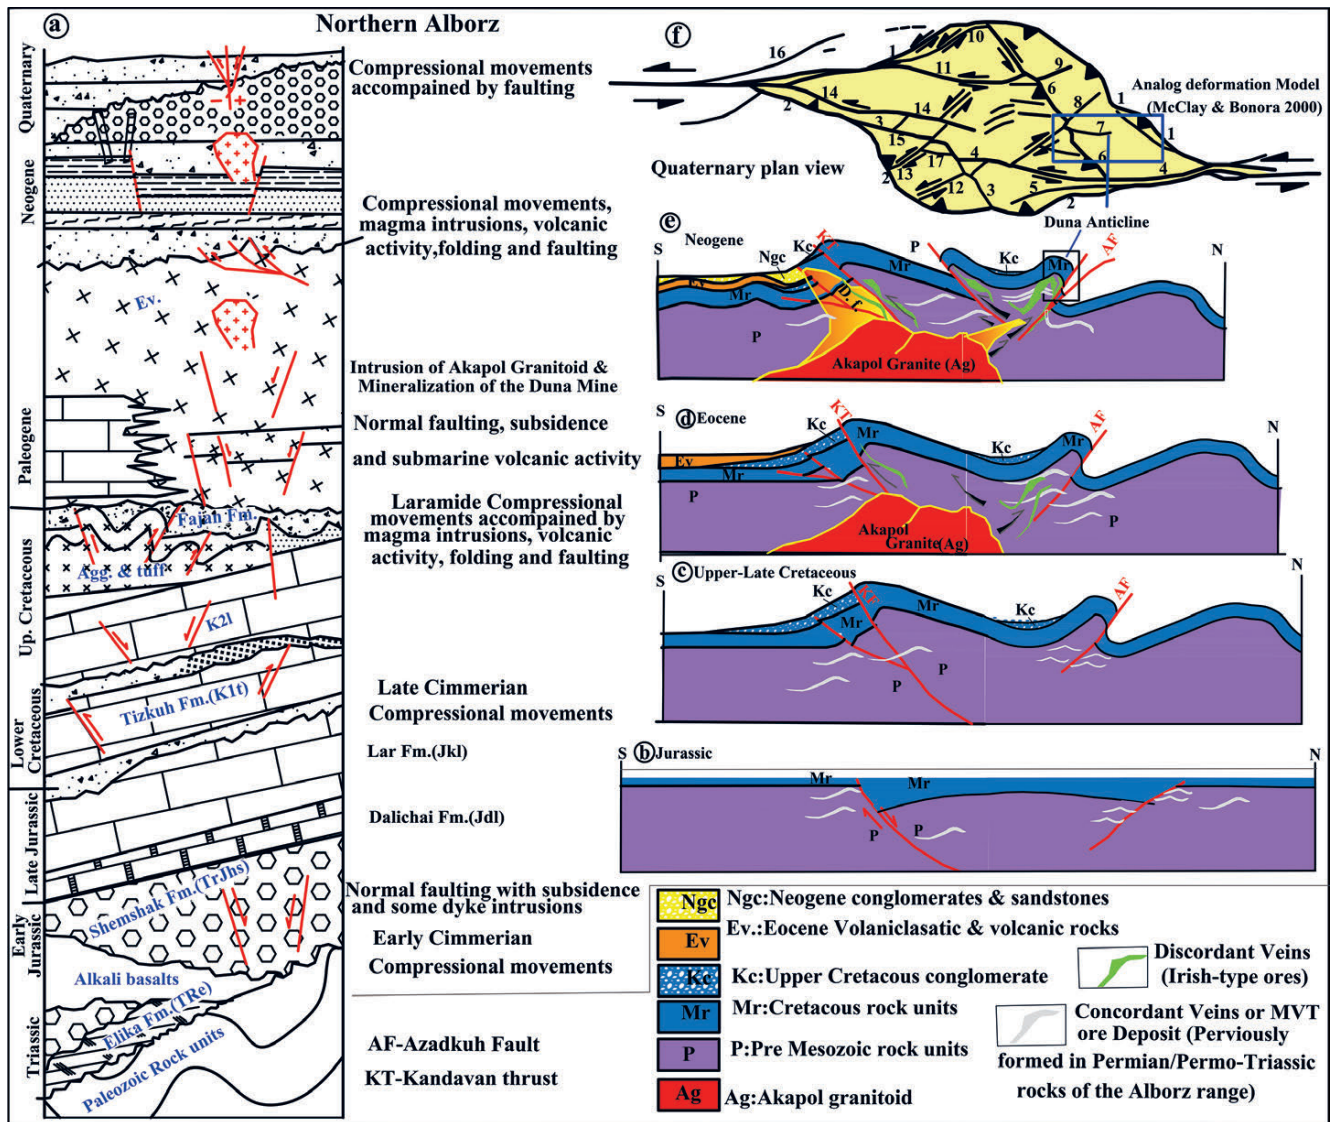 a
Northern Alborz
Quaternary
Neogene
Paleogene
Up. Cretaceous
Lower
Cretaceous
Late Jurassic
Early
Jurassic
Triassic
Ev.
Fajah Fm.
Agg. & tuff
K2l
Tizkuh Fm.(K1t)
Shemshak Fm.(TrJhs)
Alkali basalts
Elika Fm.(TRe)
Paleozoic Rock units
Compressional movements
accompained by faulting
Compressional movements,
magma intrusions, volcanic
activity,folding and faulting
Intrusion of Akapol Granitoid &
Mineralization of the Duna Mine
Normal faulting, subsidence
and submarine volcanic activity
Laramide Compressional
movements accompained by
magma intrusions, volcanic
activity, folding and faulting
Late Cimmerian
Compressional movements
Lar Fm.(Jkl)
Dalichai Fm.(Jdl)
Normal faulting with subsidence
and some dyke intrusions
Early Cimmerian
Compressional movements
AF-Azadkuh Fault
KT-Kandavan thrust
f
16
1
10
11
9
6
8
1
7
1
6
4
14
2
14
3
15
17
4
2
13
12
3
5
2
Analog deformation Model
(McClay & Bonora 2000)
Quaternary plan view
Duna Anticline
e
S
Neogene
N
Ngc
Kc
KT
P
Mr
Kc
Mr
AF
Ev
Mr
D. f.
P
P
Akapol Granite (Ag)
d
S
Eocene
N
Kc
KT
Mr
Kc
Mr
AF
Ev
Mr
P
P
Akapol
Granite(Ag)
c
S
Upper-Late Cretaceous
N
Kc
KT
Mr
Mr
Kc
AF
P
P
S
b
Jurassic
N
Mr
Mr
P
P
Ngc
Ngc:Neogene conglomerates & sandstones
Ev
Ev.:Eocene Volaniclasatic & volcanic rocks
Kc
Kc:Upper Cretacous conglomerate
Mr
Mr:Cretacous rock units
P
P:Pre Mesozoic rock units
Ag
Ag:Akapol granitoid
Discordant Veins
(Irish-type ores)
Concordant Veins or MVT
ore Deposit (Perviously
formed in Permian/Permo-Triassic
rocks of the Alborz range)